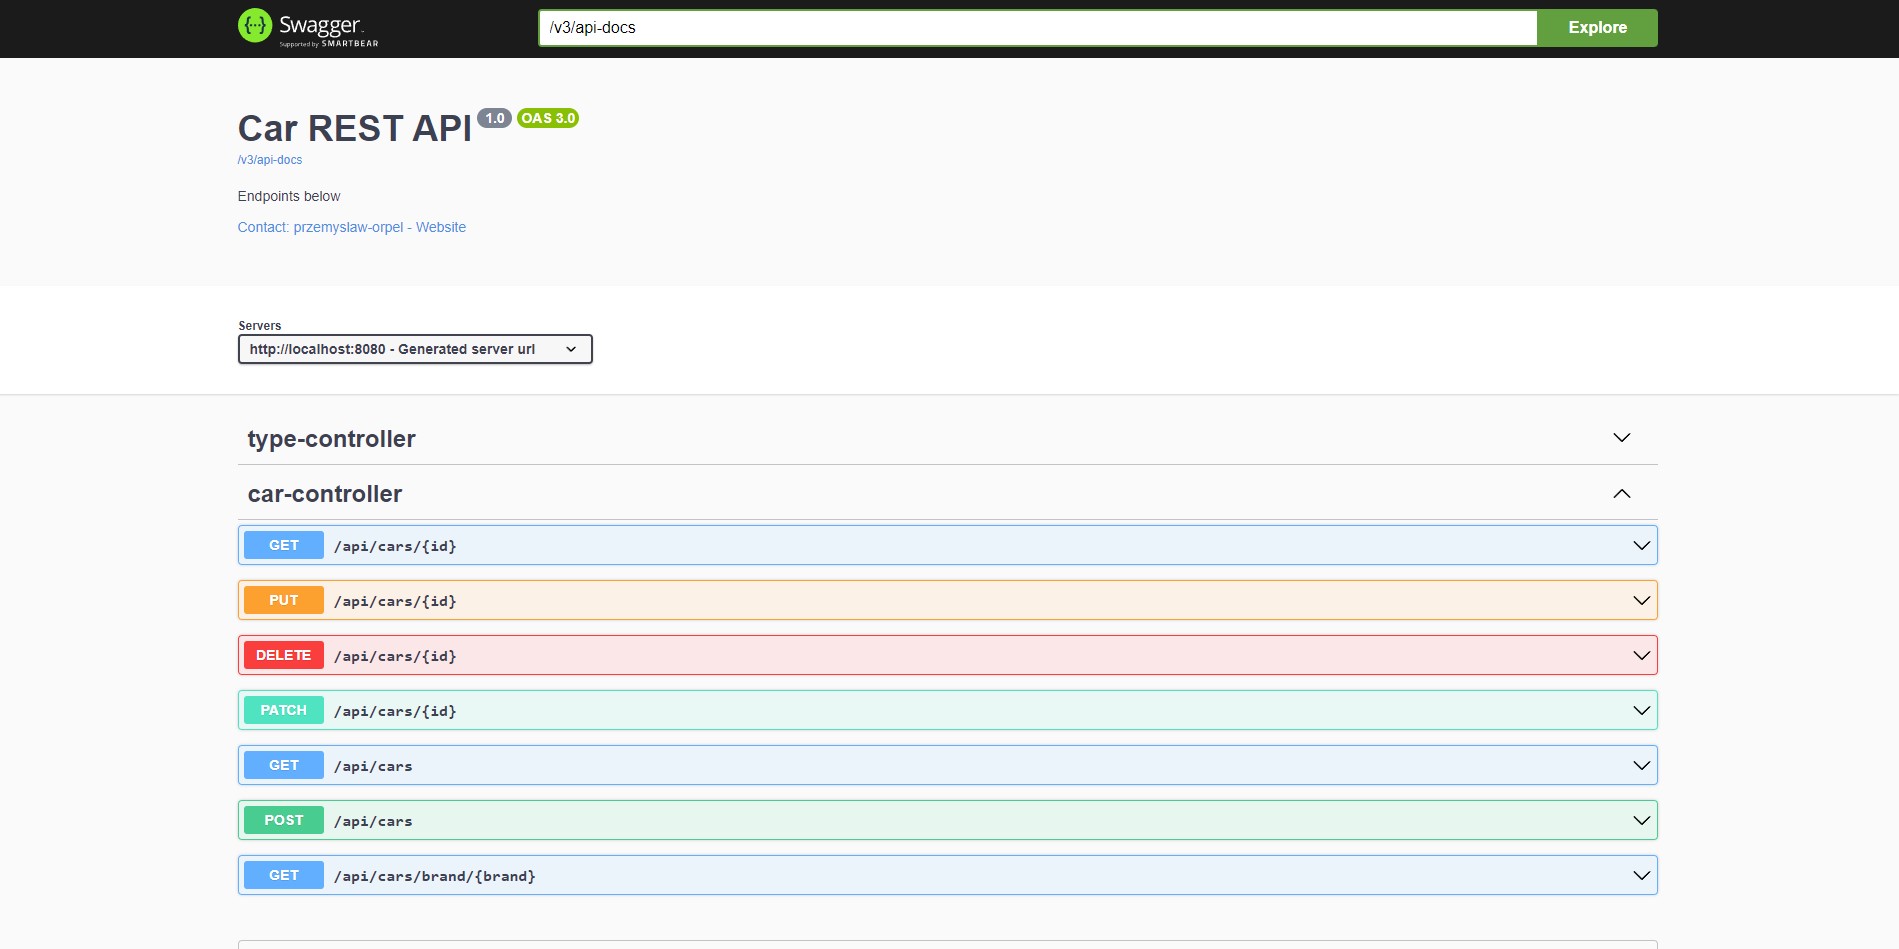 Swagger
Supported by SMARTBEAR
/v3/api-docs
Explore
Car REST API 1.0 OAS 3.0
/v3/api-docs
Endpoints below
Contact: przemyslaw-orpel - Website
Servers
http://localhost:8080 - Generated server url
type-controller
car-controller
GET /api/cars/{id}
PUT /api/cars/{id}
DELETE /api/cars/{id}
PATCH /api/cars/{id}
GET /api/cars
POST /api/cars
GET /api/cars/brand/{brand}